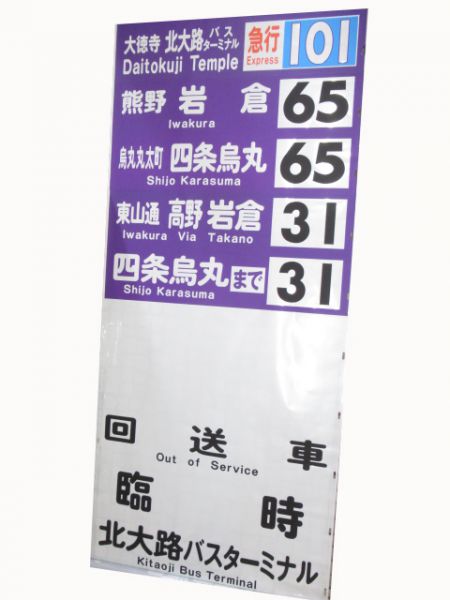 大徳寺 北大路 バスターミナル 急行 101
Daitokuji Temple Express
熊野 岩倉 65
Iwakura
烏丸丸太町 四条烏丸 65
Shijo Karasuma
東山通 高野 岩倉 31
Iwakura Via Takano
四条烏丸 まで 31
Shijo Karasuma
回送車
Out of Service
臨時
北大路バスターミナル
Kitaoji Bus Terminal